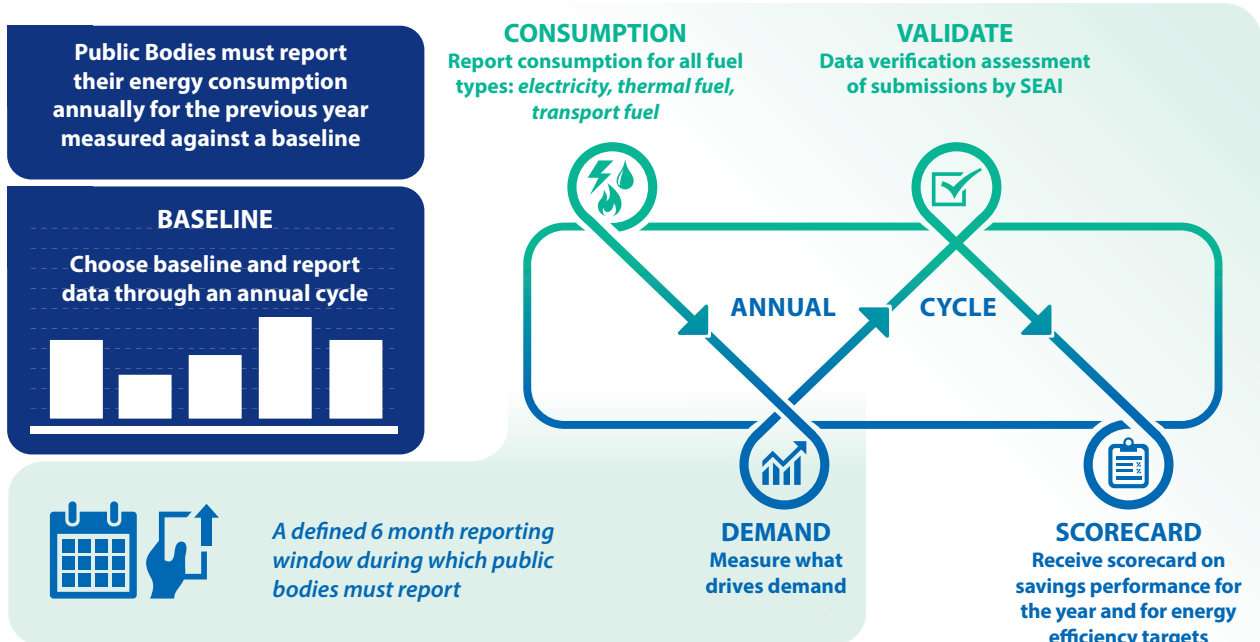 Public Bodies must report
their energy consumption
annually for the previous year
measured against a baseline
BASELINE
Choose baseline and report
data through an annual cycle
CONSUMPTION
Report consumption for all fuel
types: electricity, thermal fuel,
transport fuel
VALIDATE
Data verification assessment
of submissions by SEAI
ANNUAL CYCLE
DEMAND
Measure what
drives demand
SCORECARD
Receive scorecard on
savings performance for
the year and for energy
efficiency targets
A defined 6 month reporting
window during which public
bodies must report